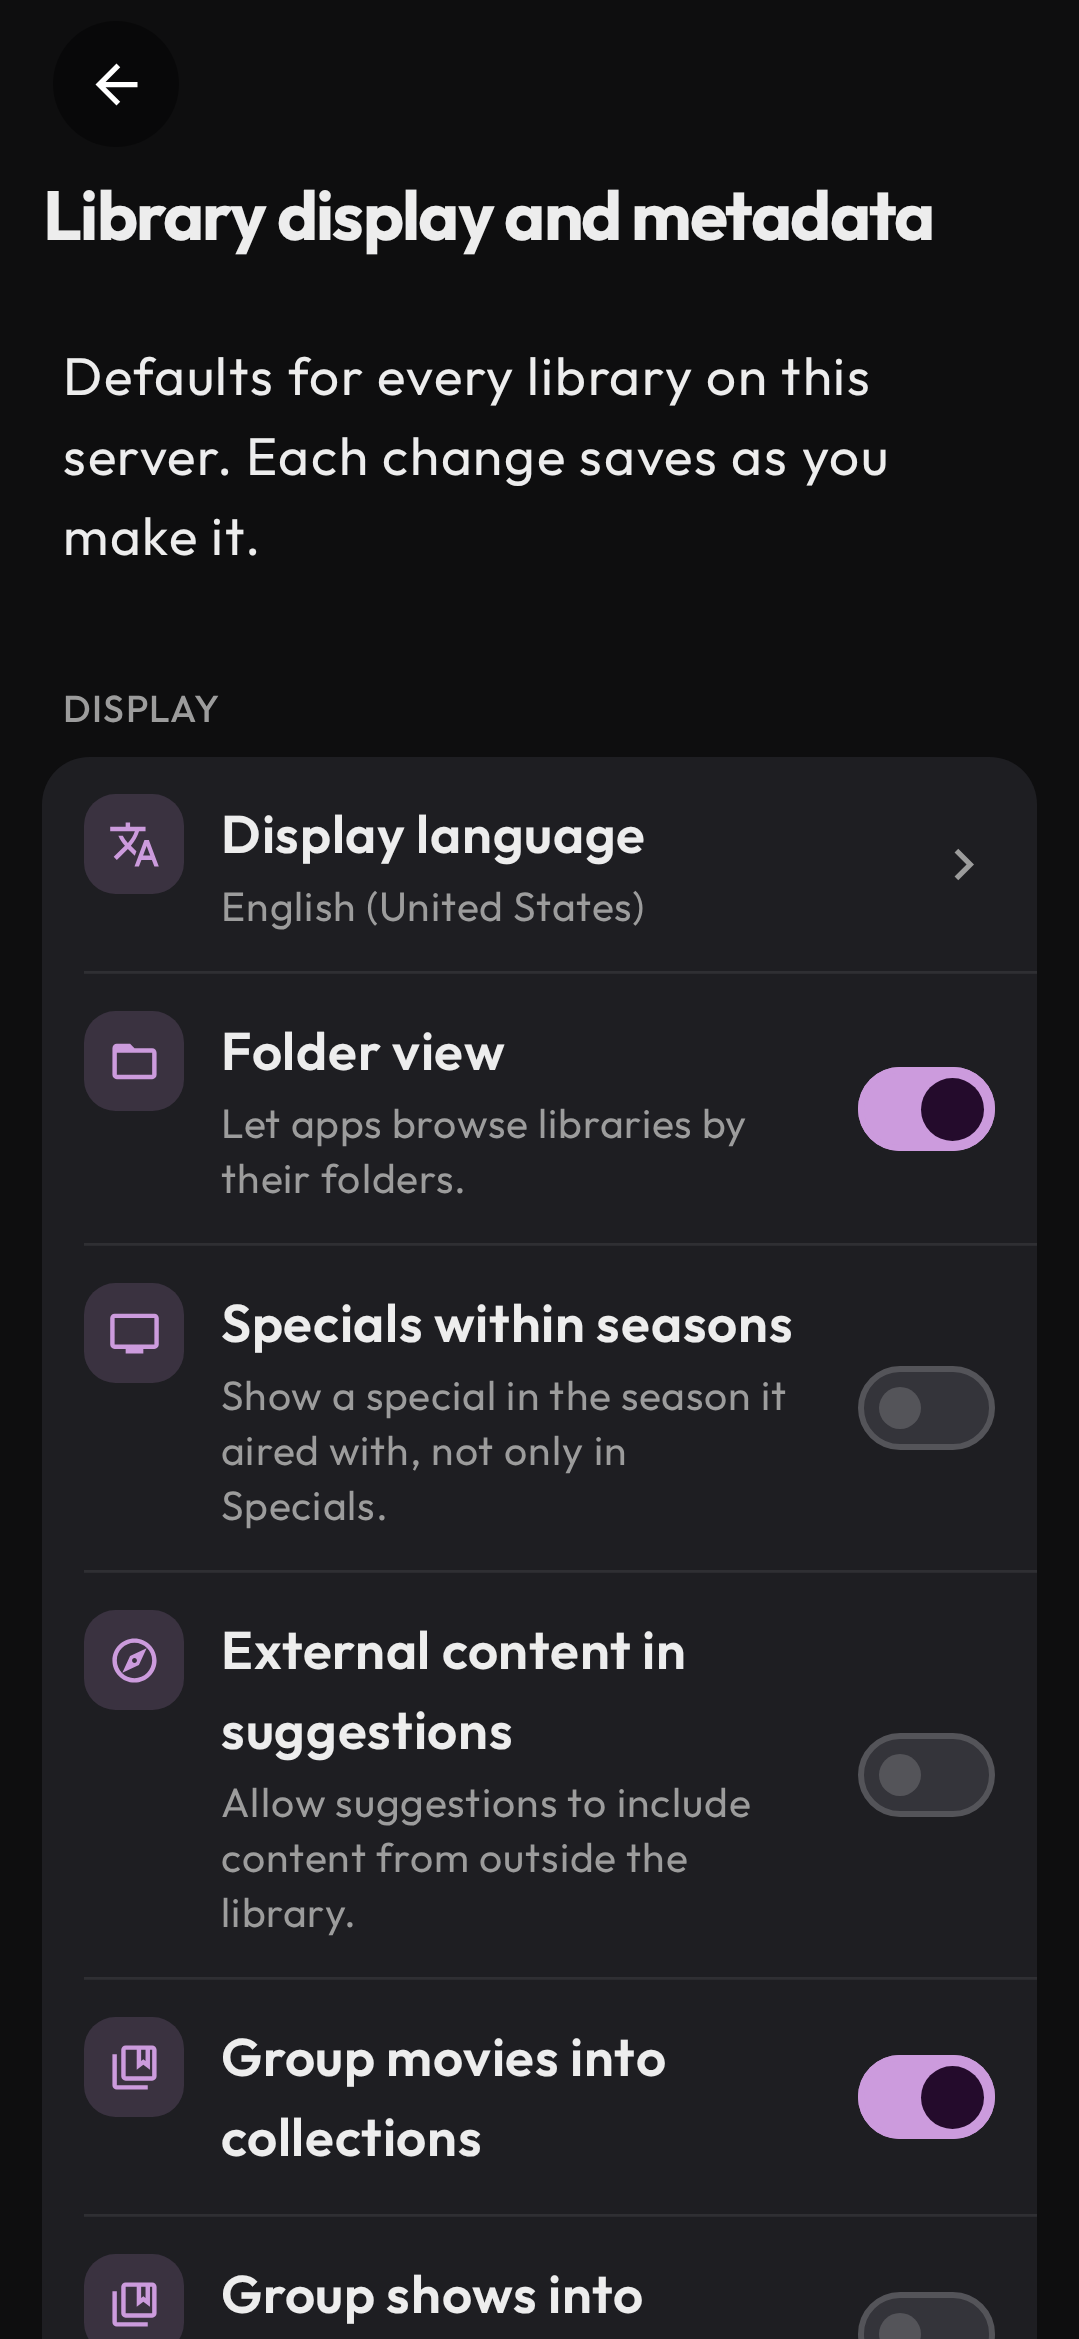 Library display and metadata
Defaults for every library on this
server. Each change saves as you
make it.
DISPLAY
Display language
English (United States)
Folder view
Let apps browse libraries by
their folders.
Specials within seasons
Show a special in the season it
aired with, not only in
Specials.
External content in
suggestions
Allow suggestions to include
content from outside the
library.
Group movies into
collections
Group shows into